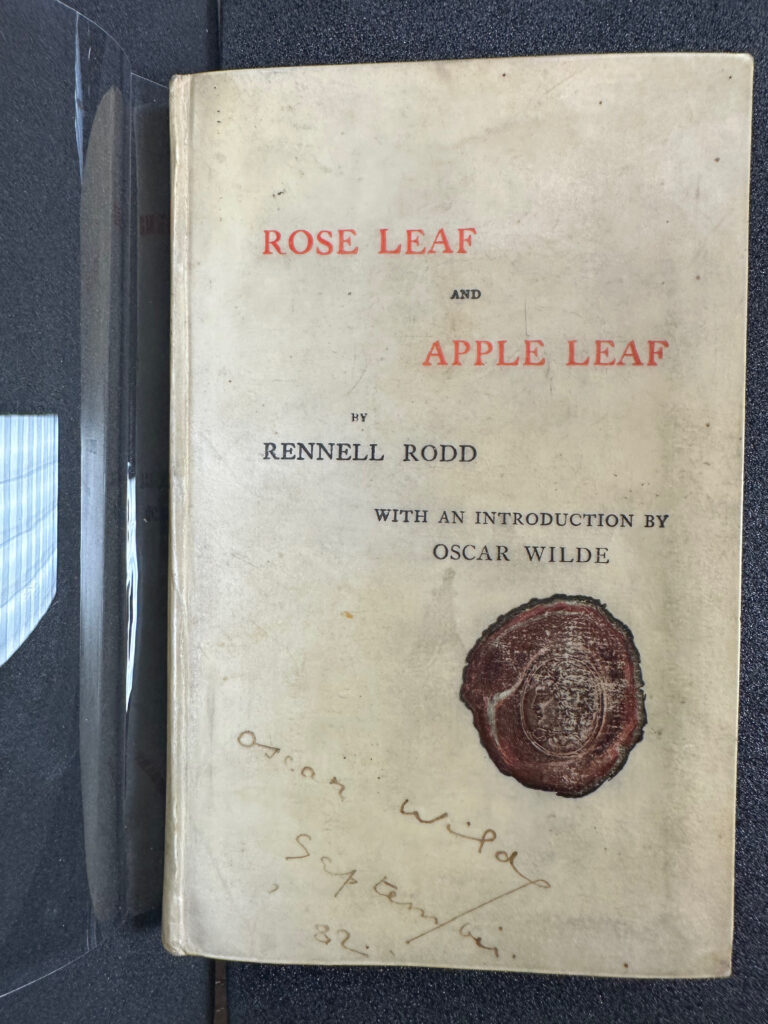 ROSE LEAF
AND
APPLE LEAF
BY
RENNELL RODD
WITH AN INTRODUCTION BY
OSCAR WILDE
Oscar Wilde
September
82.